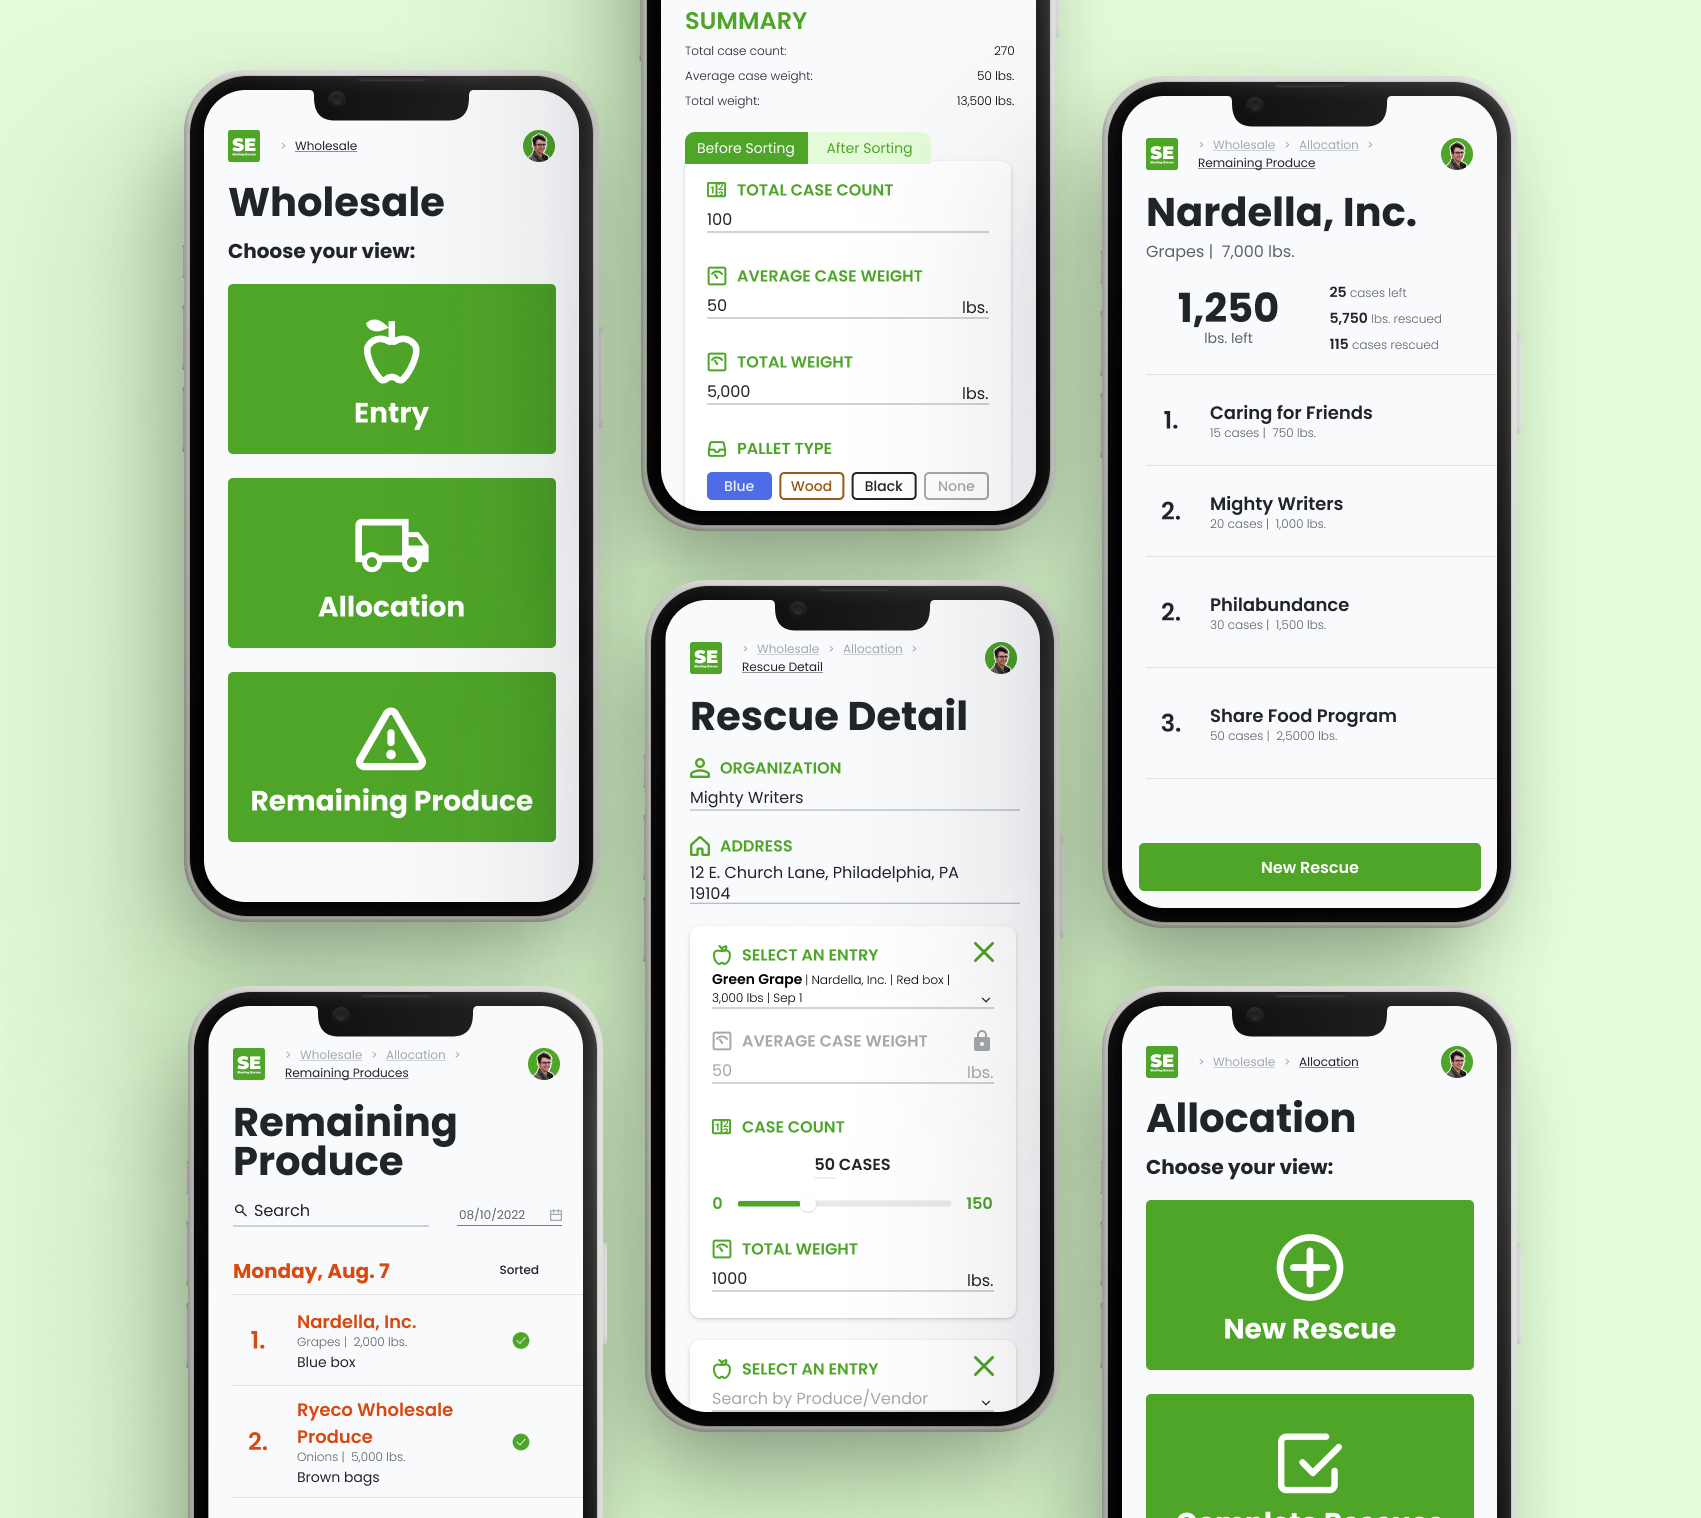 SE
> Wholesale
Wholesale
Choose your view:
Entry
Allocation
Remaining Produce
SUMMARY
Total case count: 270
Average case weight: 50 lbs.
Total weight: 13,500 lbs.
Before Sorting After Sorting
TOTAL CASE COUNT
100
AVERAGE CASE WEIGHT
50 lbs.
TOTAL WEIGHT
5,000 lbs.
PALLET TYPE
Blue Wood Black None
SE
> Wholesale > Allocation >
Remaining Produce
Nardella, Inc.
Grapes | 7,000 lbs.
1,250
lbs. left
25 cases left
5,750 lbs. rescued
115 cases rescued
1. Caring for Friends
15 cases | 750 lbs.
2. Mighty Writers
20 cases | 1,000 lbs.
2. Philabundance
30 cases | 1,500 lbs.
3. Share Food Program
50 cases | 2,5000 lbs.
New Rescue
SE
> Wholesale > Allocation >
Rescue Detail
Rescue Detail
ORGANIZATION
Mighty Writers
ADDRESS
12 E. Church Lane, Philadelphia, PA
19104
SELECT AN ENTRY
Green Grape | Nardella, Inc. | Red box |
3,000 lbs | Sep 1
AVERAGE CASE WEIGHT
50 lbs.
CASE COUNT
50 CASES
0 150
TOTAL WEIGHT
1000 lbs.
SELECT AN ENTRY
Search by Produce/Vendor
SE
> Wholesale > Allocation >
Remaining Produces
Remaining
Produce
Search 08/10/2022
Monday, Aug. 7 Sorted
1. Nardella, Inc.
Grapes | 2,000 lbs.
Blue box
2. Ryeco Wholesale
Produce
Onions | 5,000 lbs.
Brown bags
SE
> Wholesale > Allocation
Allocation
Choose your view:
New Rescue